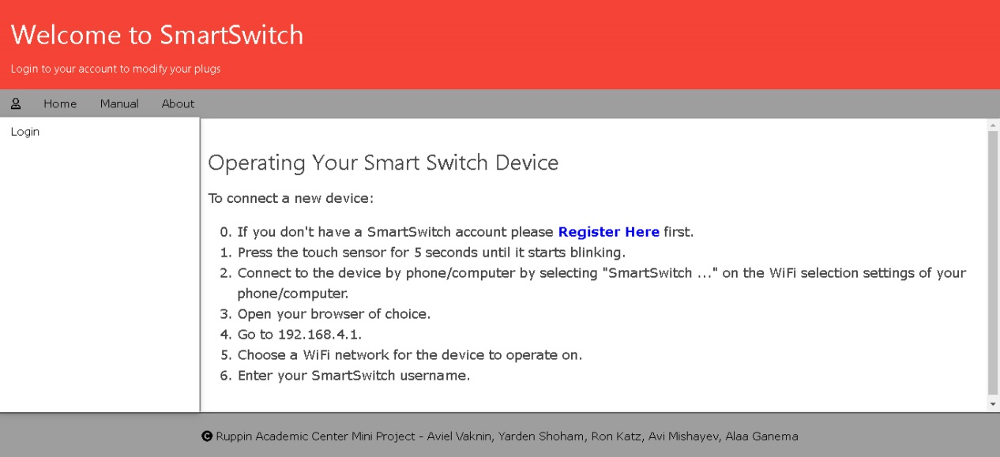 Welcome to SmartSwitch
Login to your account to modify your plugs
Home Manual About
Login
Operating Your Smart Switch Device
To connect a new device:
0. If you don't have a SmartSwitch account please Register Here first.
1. Press the touch sensor for 5 seconds until it starts blinking.
2. Connect to the device by phone/computer by selecting "SmartSwitch ..." on the WiFi selection settings of your
phone/computer.
3. Open your browser of choice.
4. Go to 192.168.4.1.
5. Choose a WiFi network for the device to operate on.
6. Enter your SmartSwitch username.
Ruppin Academic Center Mini Project - Aviel Vaknin, Yarden Shoham, Ron Katz, Avi Mishayev, Alaa Ganema